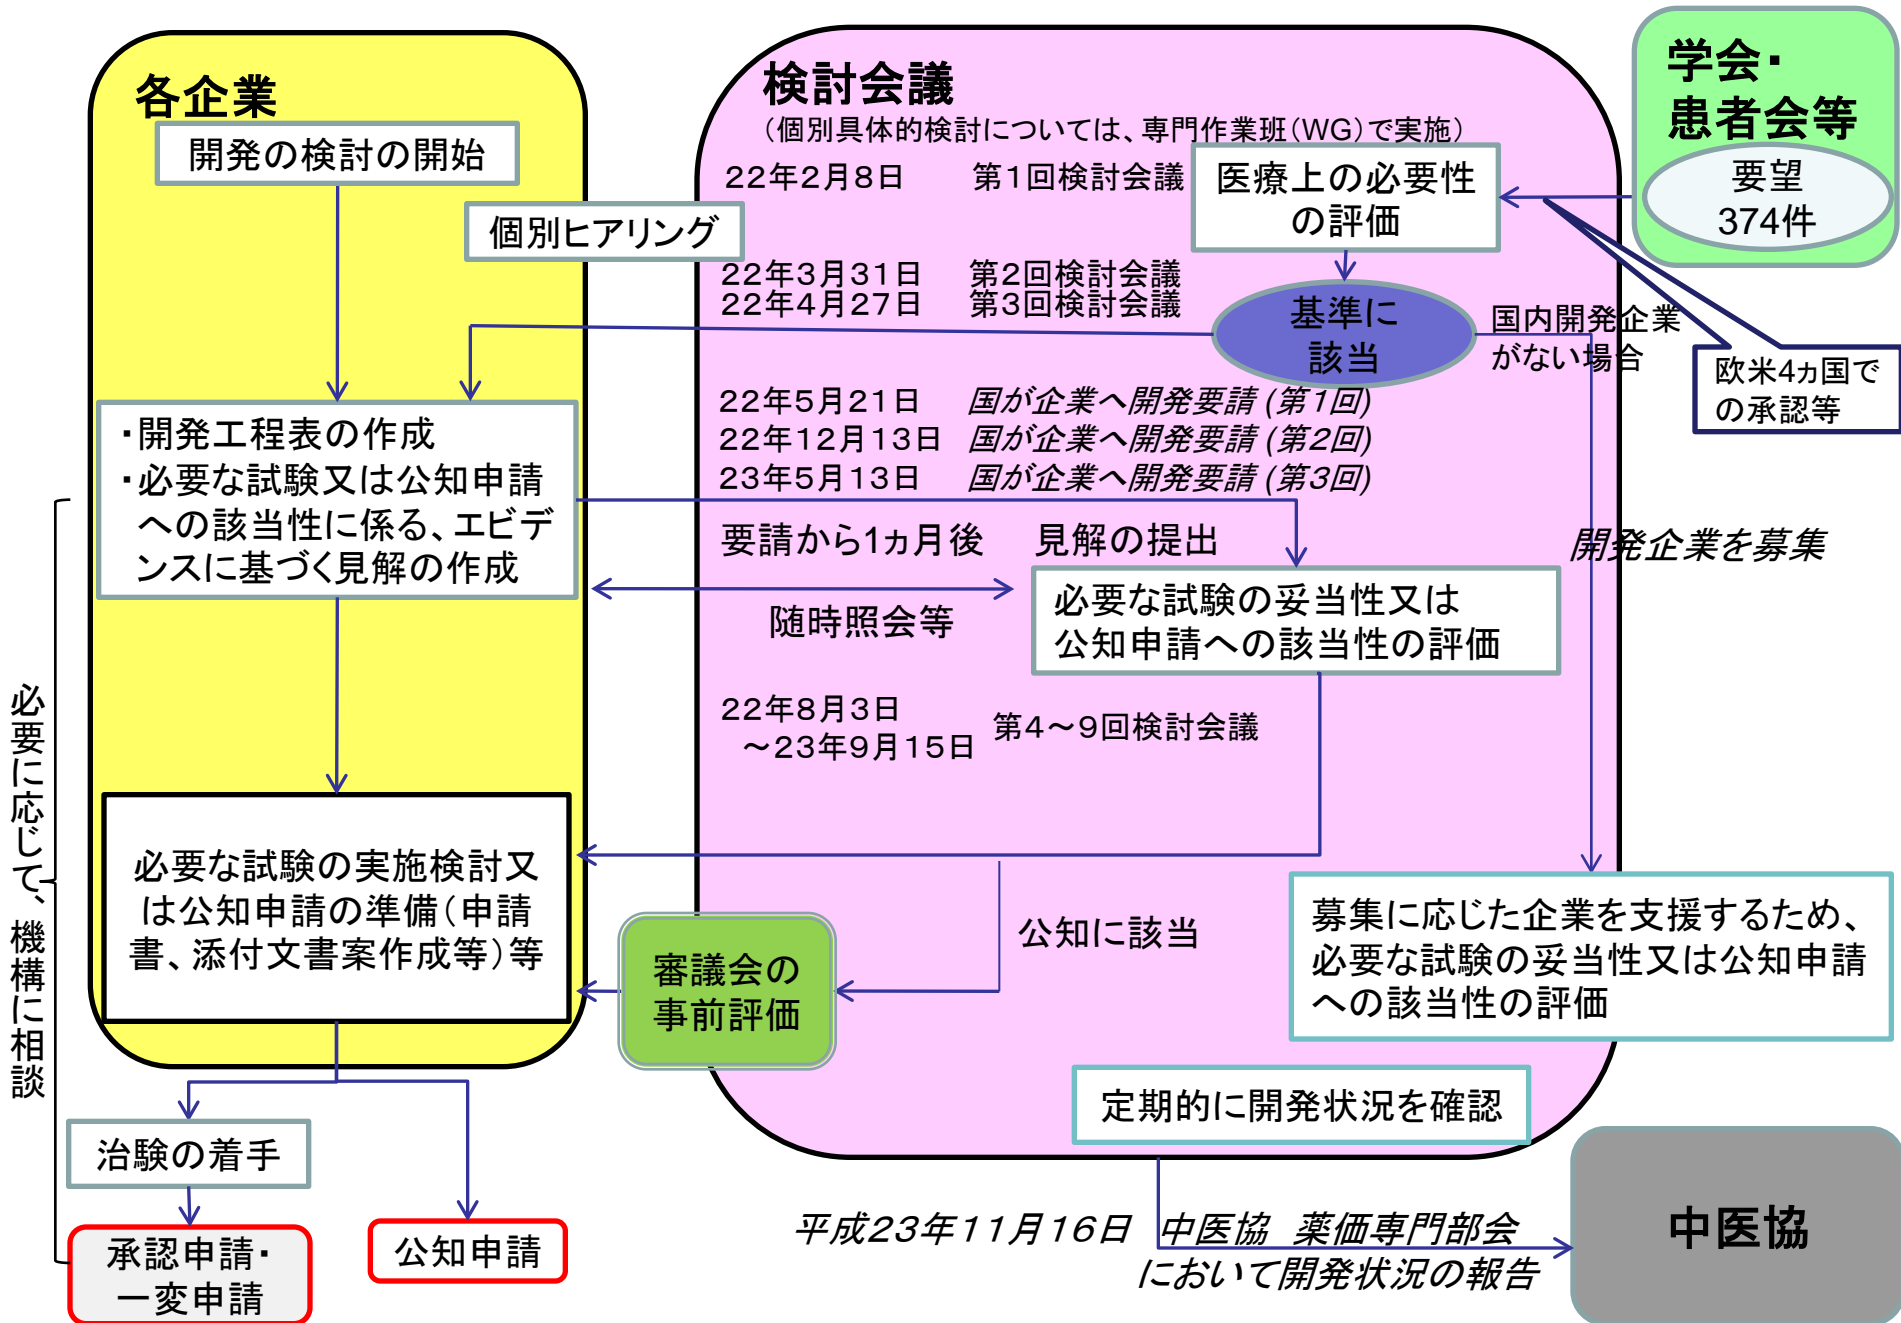 各企業
開発の検討の開始
個別ヒアリング
・開発工程表の作成
・必要な試験又は公知申請
への該当性に係る、エビデ
ンスに基づく見解の作成
必要な試験の実施検討又
は公知申請の準備(申請
書、添付文書案作成等)等
治験の着手
承認申請・
一変申請
公知申請
必要に応じて、機構に相談
検討会議
(個別具体的検討については、専門作業班(WG)で実施)
22年2月8日 第1回検討会議
医療上の必要性
の評価
22年3月31日 第2回検討会議
22年4月27日 第3回検討会議
基準に
該当
国内開発企業
がない場合
22年5月21日 国が企業へ開発要請 (第1回)
22年12月13日 国が企業へ開発要請 (第2回)
23年5月13日 国が企業へ開発要請 (第3回)
要請から1ヵ月後 見解の提出
随時照会等
必要な試験の妥当性又は
公知申請への該当性の評価
22年8月3日
~23年9月15日
第4~9回検討会議
公知に該当
審議会の
事前評価
開発企業を募集
募集に応じた企業を支援するため、
必要な試験の妥当性又は公知申請
への該当性の評価
定期的に開発状況を確認
学会・
患者会等
要望
374件
欧米4ヵ国で
の承認等
平成23年11月16日 中医協 薬価専門部会
において開発状況の報告
中医協